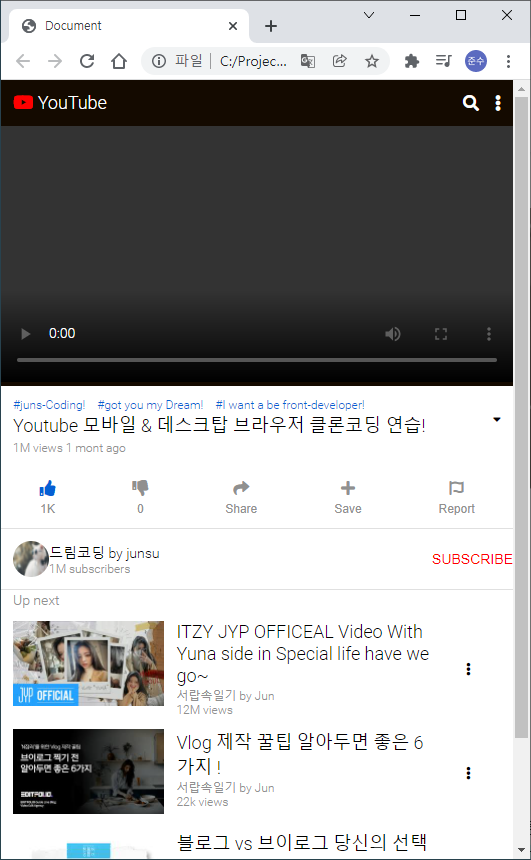 Document
파일
C:/Projec...
준수
YouTube
0:00
#juns-Coding! #got you my Dream! #I want a be front-developer!
Youtube 모바일 & 데스크탑 브라우저 클론코딩 연습!
1M views 1 mont ago
1K
0
Share
Save
Report
드림코딩 by junsu
1M subscribers
SUBSCRIBE
Up next
JYP OFFICIAL
ITZY JYP OFFICEAL Video With
Yuna side in Special life have we
go~
서랍속일기 by Jun
12M views
브이로그 찍기 전
알아두면 좋은 6가지
EDITFOLIO
Vlog 제작 꿀팁 알아두면 좋은 6
가지 !
서랍속일기 by Jun
22k views
블로그 vs 브이로그 당신의 선택